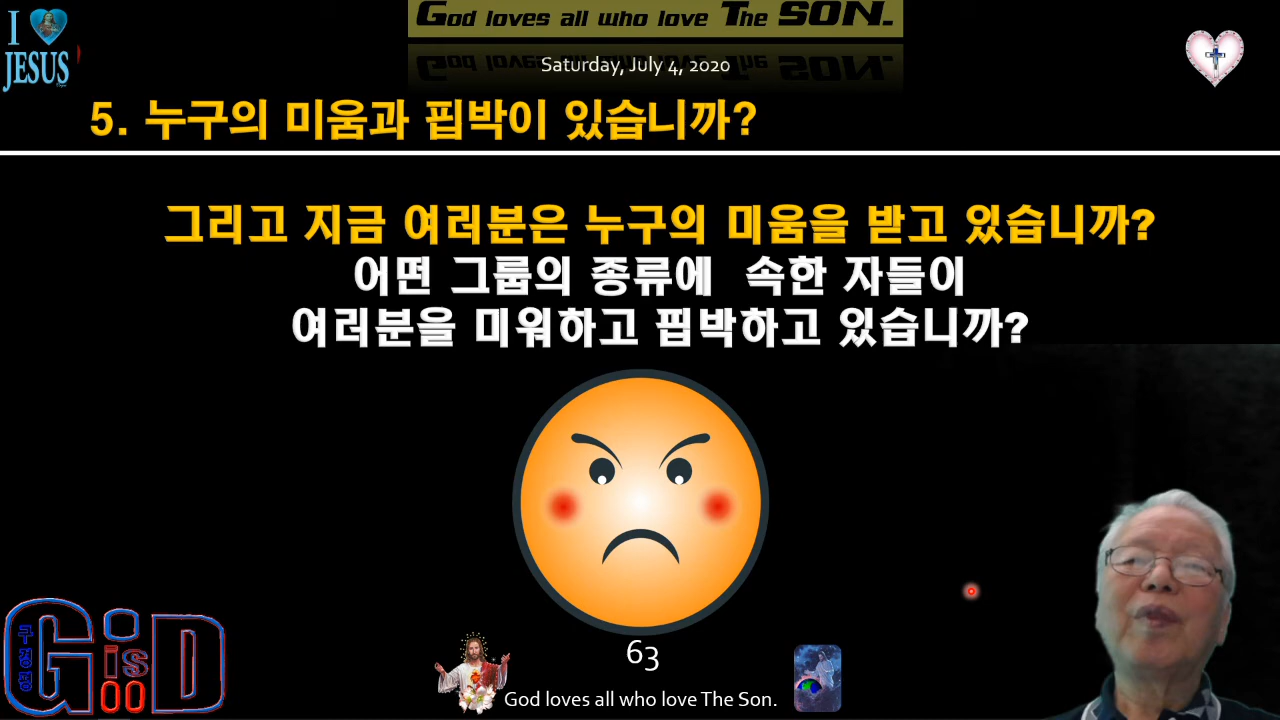 I
JESUS
God loves all who love The SON.
Saturday, July 4, 2020
5. 누구의 미움과 핍박이 있습니까?
그리고 지금 여러분은 누구의 미움을 받고 있습니까?
어떤 그룹의 종류에 속한 자들이
여러분을 미워하고 핍박하고 있습니까?
GisD
구경명
63
God loves all who love The Son.